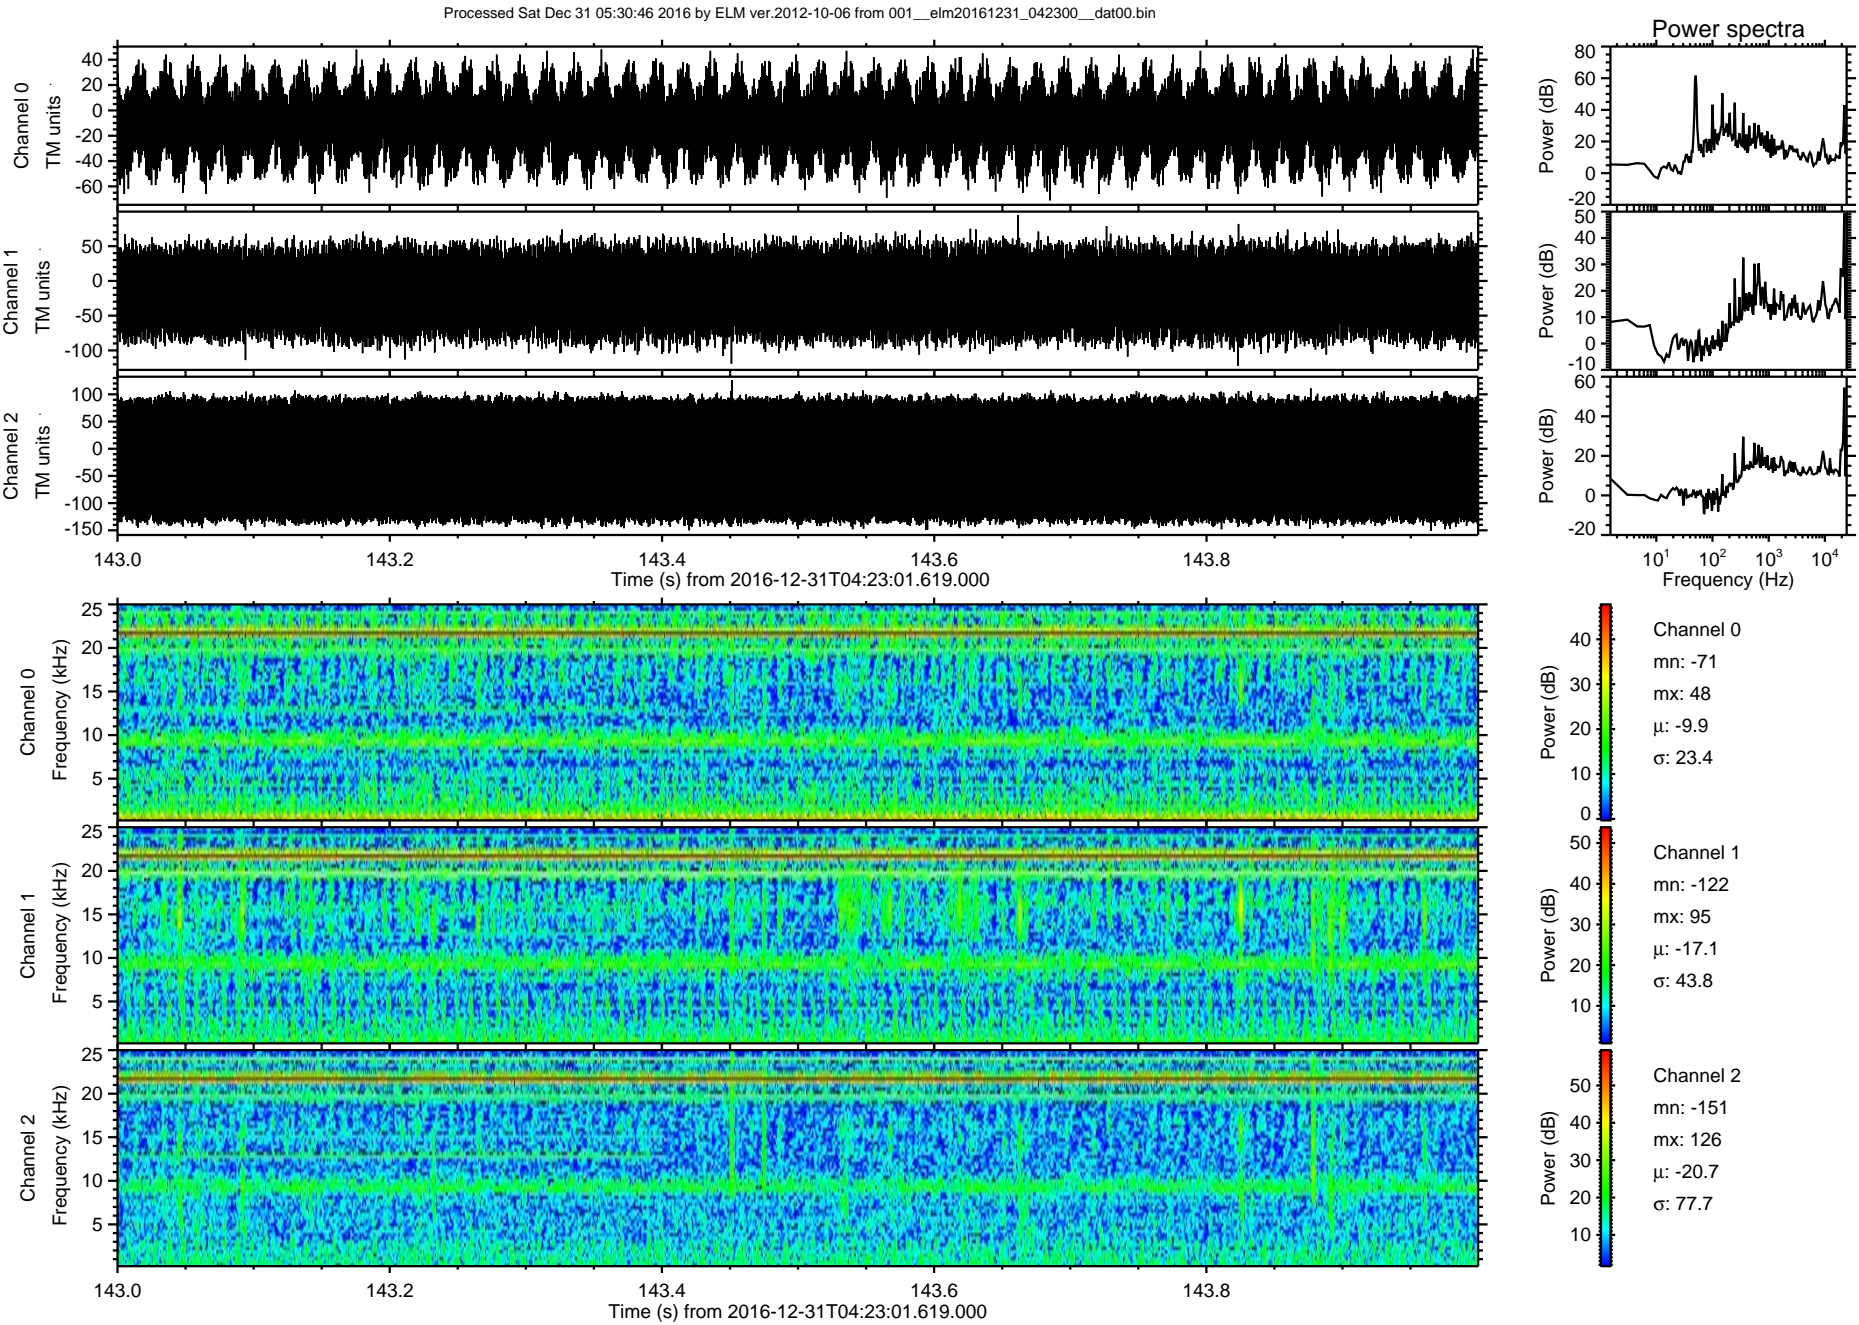 Processed Sat Dec 31 05:30:46 2016 by ELM ver.2012-10-06 from 001__elm20161231_042300__dat00.bin
Power spectra
Channel 0
TM units
40
20
0
-20
-40
-60
Power (dB)
80
60
40
20
0
-20
Channel 1
TM units
50
0
-50
-100
Power (dB)
50
40
30
20
10
0
-10
Channel 2
TM units
100
50
0
-50
-100
-150
Power (dB)
60
40
20
0
-20
143.0 143.2 143.4 143.6 143.8
Time (s) from 2016-12-31T04:23:01.619.000
10^1 10^2 10^3 10^4
Frequency (Hz)
Channel 0
Frequency (kHz)
25
20
15
10
5
Power (dB)
40
30
20
10
0
Channel 0
mn: -71
mx: 48
μ: -9.9
σ: 23.4
Channel 1
Frequency (kHz)
25
20
15
10
5
Power (dB)
50
40
30
20
10
Channel 1
mn: -122
mx: 95
μ: -17.1
σ: 43.8
Channel 2
Frequency (kHz)
25
20
15
10
5
Power (dB)
50
40
30
20
10
Channel 2
mn: -151
mx: 126
μ: -20.7
σ: 77.7
143.0 143.2 143.4 143.6 143.8
Time (s) from 2016-12-31T04:23:01.619.000